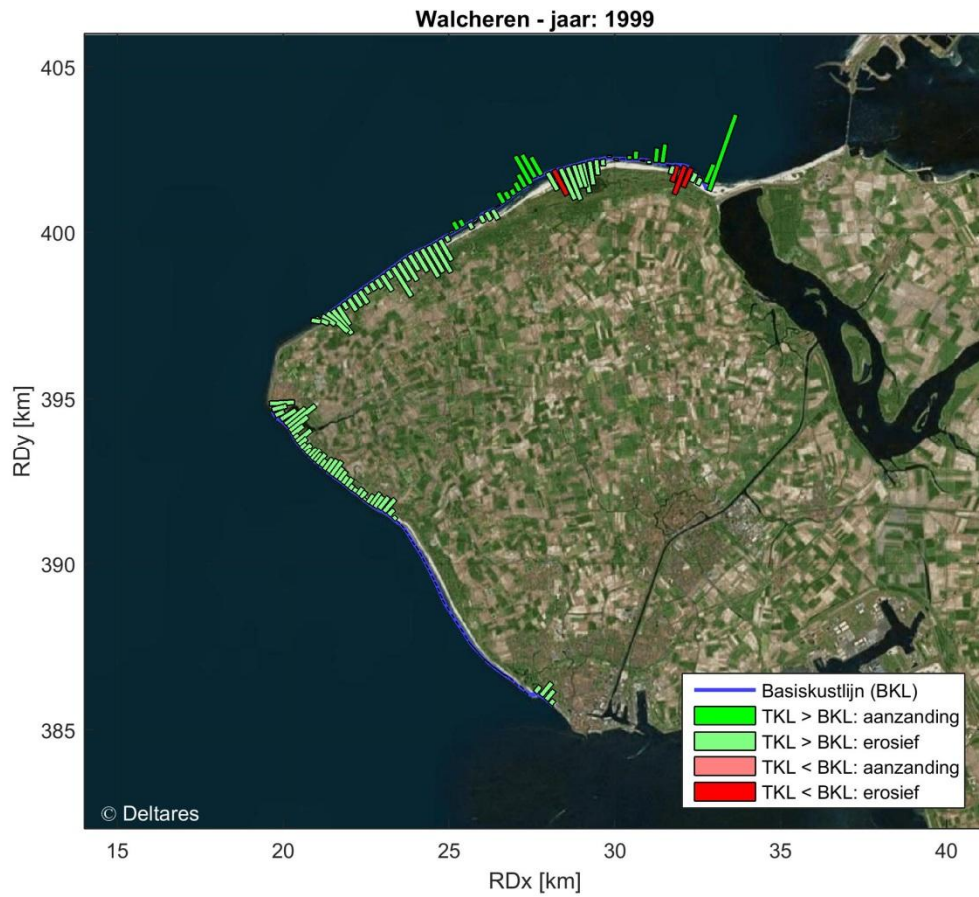 Walcheren - jaar: 1999
405
400
395
390
385
RDy [km]
Basiskustlijn (BKL)
TKL > BKL: aanzanding
TKL > BKL: erosief
TKL < BKL: aanzanding
TKL < BKL: erosief
© Deltares
15 20 25 30 35 40
RDx [km]